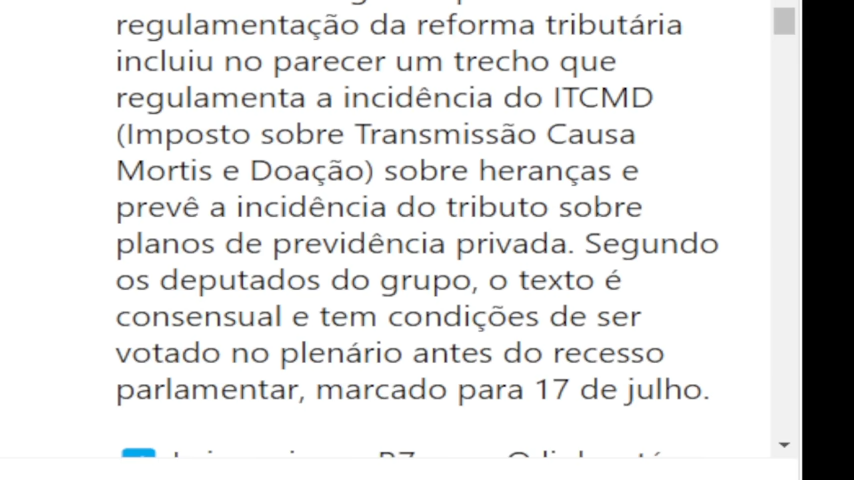 regulamentação da reforma tributária
incluiu no parecer um trecho que
regulamenta a incidência do ITCMD
(Imposto sobre Transmissão Causa
Mortis e Doação) sobre heranças e
prevê a incidência do tributo sobre
planos de previdência privada. Segundo
os deputados do grupo, o texto é
consensual e tem condições de ser
votado no plenário antes do recesso
parlamentar, marcado para 17 de julho.